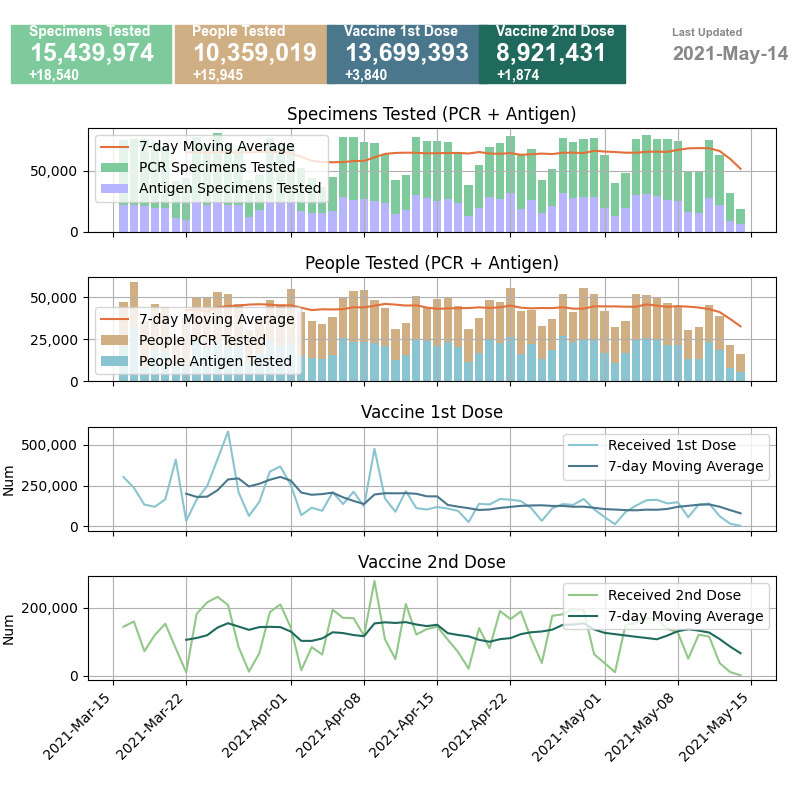 Specimens Tested
15,439,974
+18,540
People Tested
10,359,019
+15,945
Vaccine 1st Dose
13,699,393
+3,840
Vaccine 2nd Dose
8,921,431
+1,874
Last Updated
2021-May-14
Specimens Tested (PCR + Antigen)
50,000
0
7-day Moving Average
PCR Specimens Tested
Antigen Specimens Tested
People Tested (PCR + Antigen)
50,000
25,000
0
7-day Moving Average
People PCR Tested
People Antigen Tested
Vaccine 1st Dose
Num
500,000
250,000
0
Received 1st Dose
7-day Moving Average
Vaccine 2nd Dose
Num
200,000
0
Received 2nd Dose
7-day Moving Average
2021-Mar-15
2021-Mar-22
2021-Apr-01
2021-Apr-08
2021-Apr-15
2021-Apr-22
2021-May-01
2021-May-08
2021-May-15